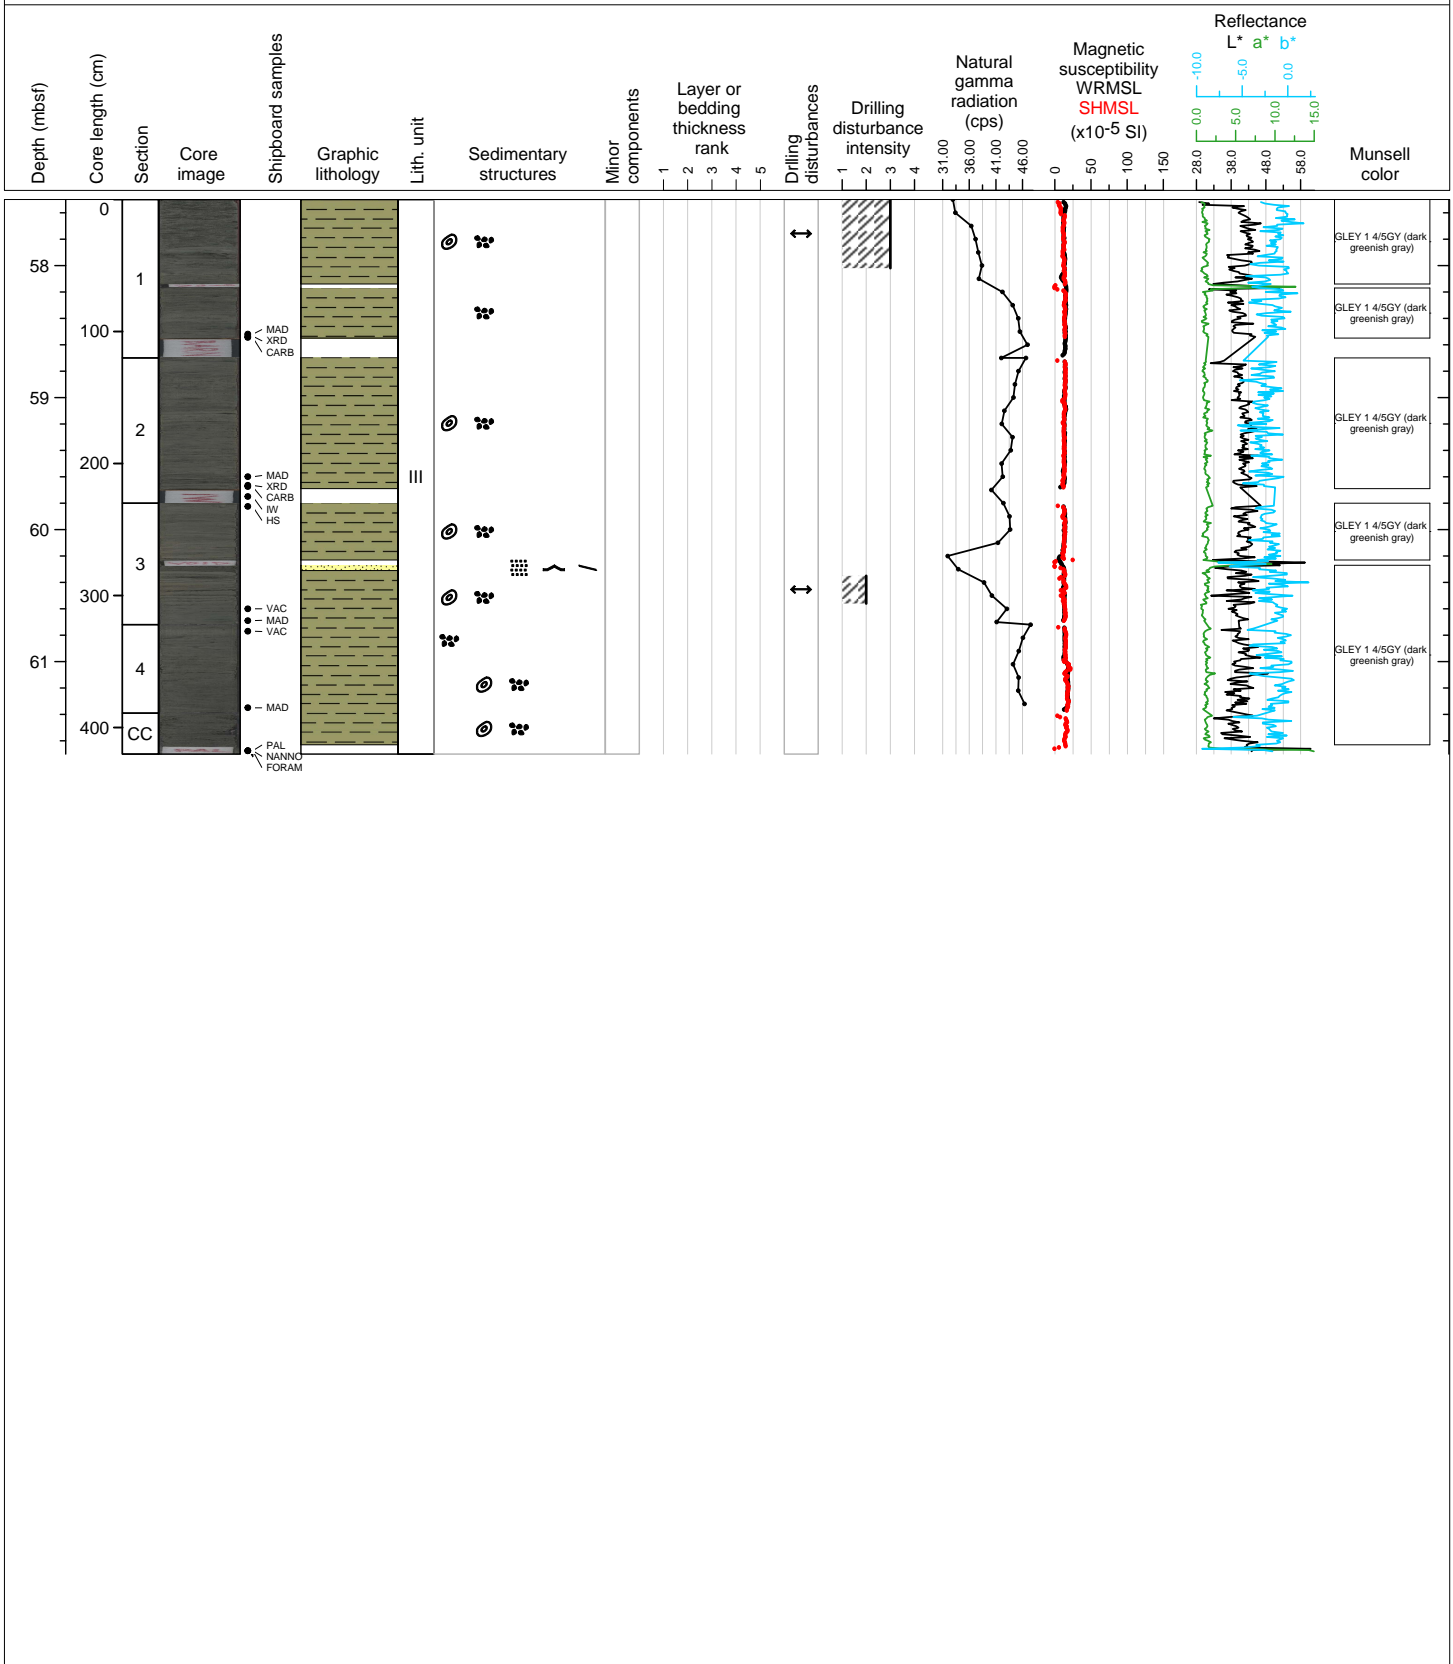 Depth (mbsf)
Core length (cm)
Section
Core
image
Shipboard samples
Graphic
lithology
Lith. unit
Sedimentary
structures
Minor
components
Layer or
bedding
thickness
rank
1 2 3 4 5
Drilling
disturbances
Drilling
disturbance
intensity
1 2 3 4
Natural
gamma
radiation
(cps)
31.00 36.00 41.00 46.00
Magnetic
susceptibility
WRMSL
SHMSL
(x10-5 SI)
0 50 100 150
Reflectance
L* a* b*
-10.0 -5.0 0.0
0.0 5.0 10.0 15.0
28.0 38.0 48.0 58.0
Munsell
color
0
GLEY 1 4/5GY (dark
greenish gray)
58
1
GLEY 1 4/5GY (dark
greenish gray)
100
MAD
XRD
CARB
59
GLEY 1 4/5GY (dark
greenish gray)
2
200
III
MAD
XRD
CARB
IW
HS
60
GLEY 1 4/5GY (dark
greenish gray)
3
300
VAC
MAD
VAC
61
4
GLEY 1 4/5GY (dark
greenish gray)
MAD
400
CC
PAL
NANNO
FORAM